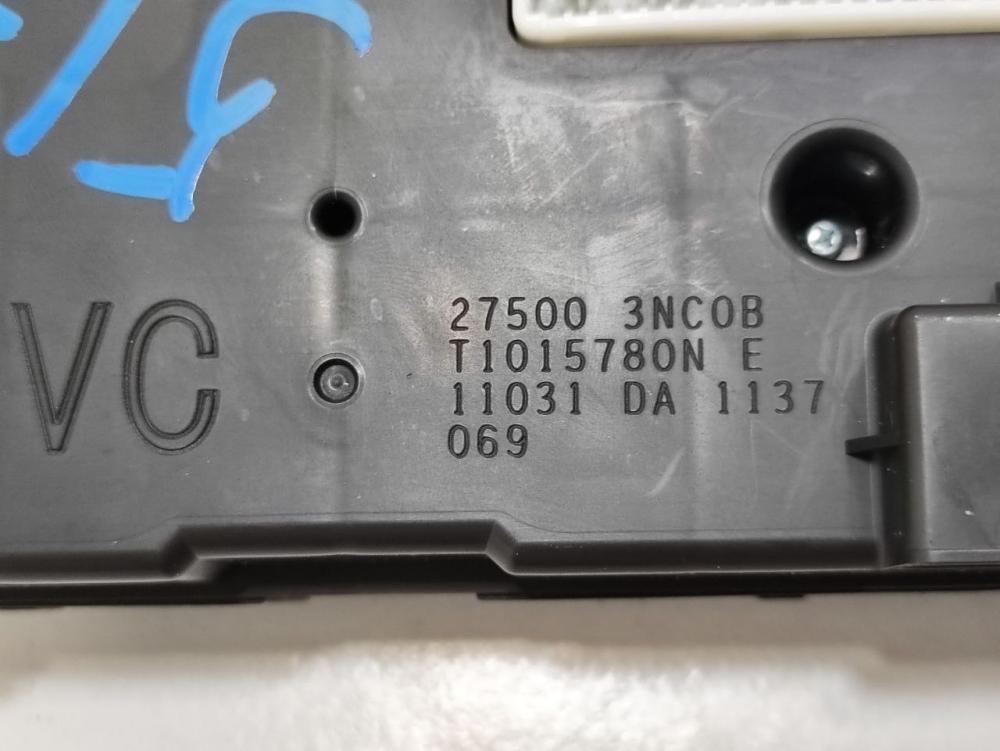 VC
27500 3NC0B
T1015780N E
11031 DA 1137
069